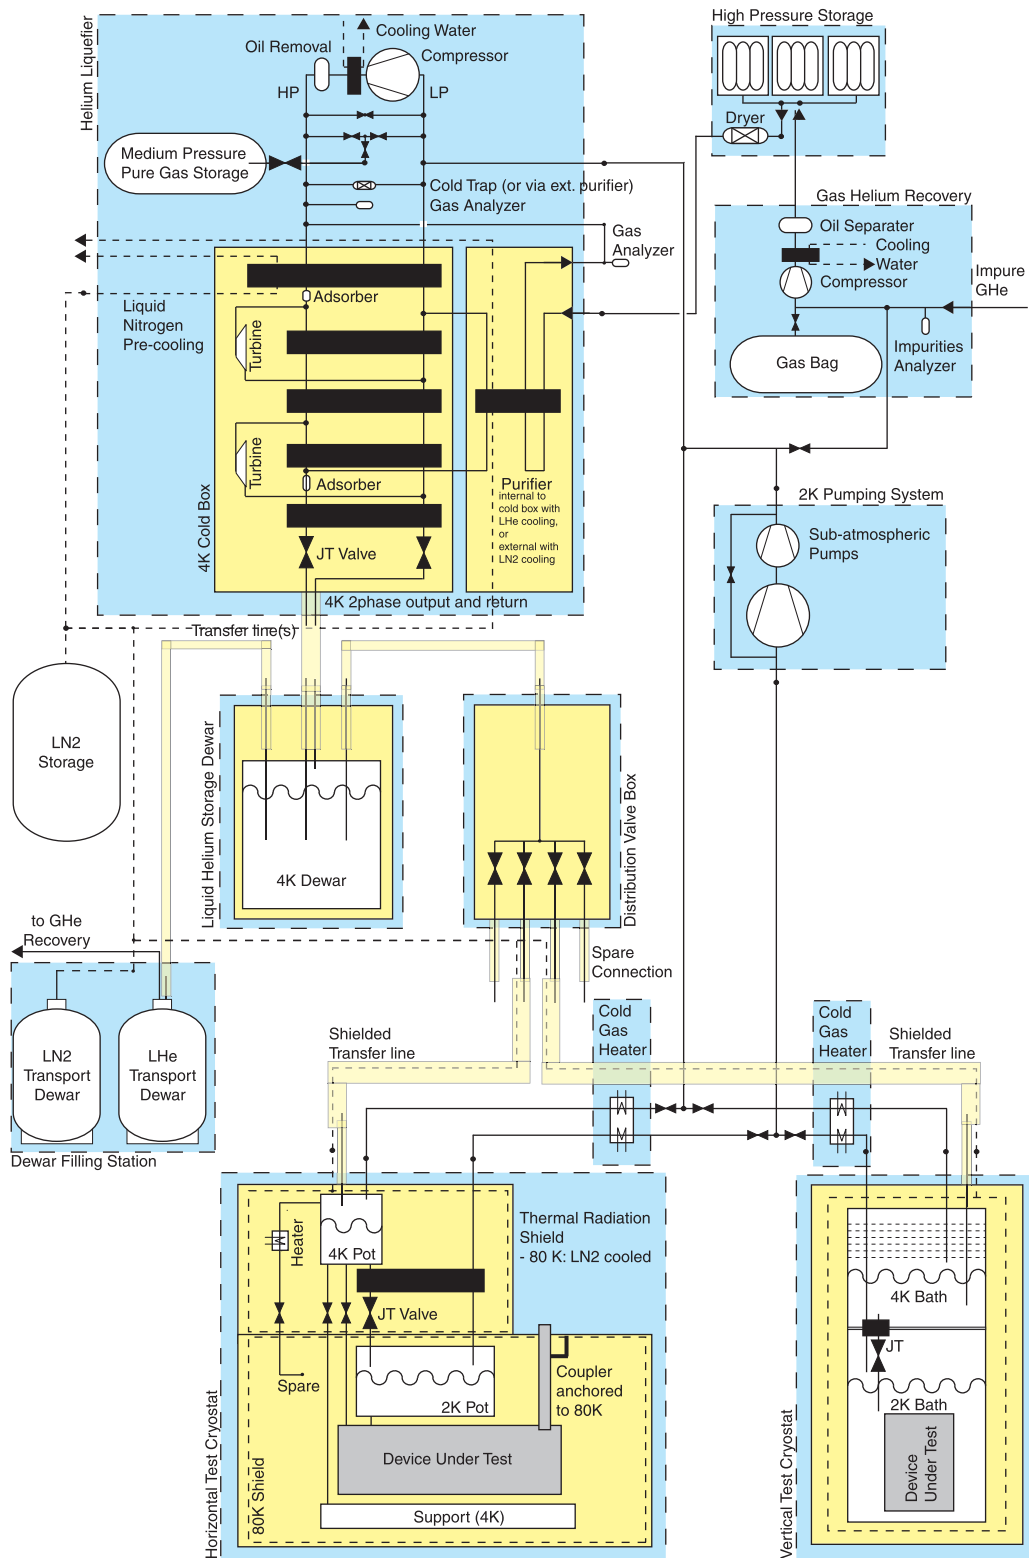 High Pressure Storage
Cooling Water
Oil Removal
Compressor
HP
LP
Helium Liquefier
Dryer
Medium Pressure
Pure Gas Storage
Cold Trap (or via ext. purifier)
Gas Analyzer
Gas Helium Recovery
Oil Separater
Cooling
Water
Compressor
Gas
Analyzer
Impure
GHe
Adsorber
Liquid
Nitrogen
Pre-cooling
Turbine
Impurities
Analyzer
Gas Bag
Turbine
Adsorber
Purifier
internal to
cold box with
LHe cooling,
or
external with
LN2 cooling
4K Cold Box
JT Valve
2K Pumping System
Sub-atmospheric
Pumps
4K 2phase output and return
Transfer line(s)
LN2
Storage
Liquid Helium Storage Dewar
4K Dewar
Distribution Valve Box
to GHe
Recovery
Spare
Connection
LN2
Transport
Dewar
LHe
Transport
Dewar
Dewar Filling Station
Shielded
Transfer line
Cold
Gas
Heater
Cold
Gas
Heater
Shielded
Transfer line
Heater
4K Pot
Thermal Radiation
Shield
- 80 K: LN2 cooled
JT Valve
Spare
2K Pot
Coupler
anchored
to 80K
Device Under Test
Support (4K)
80K Shield
Horizontal Test Cryostat
4K Bath
JT
2K Bath
Device
Under Test
Vertical Test Cryostat